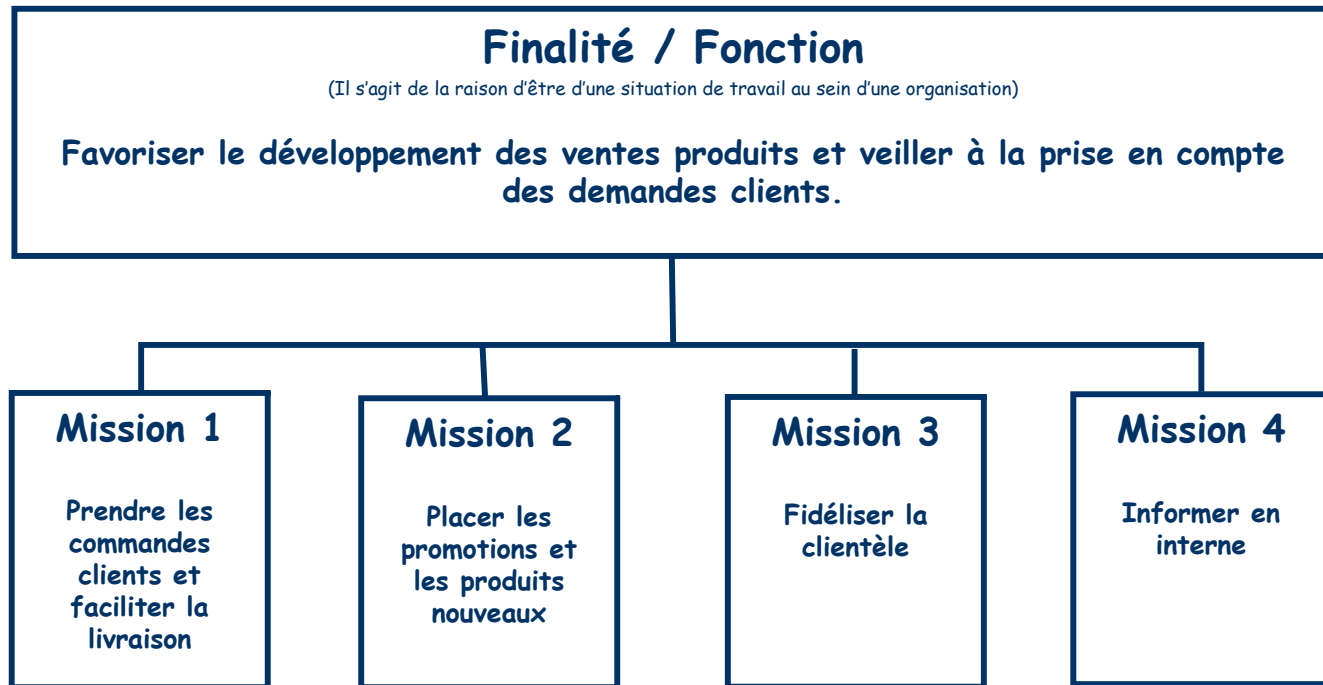 Finalité / Fonction
(Il s’agit de la raison d’être d’une situation de travail au sein d’une organisation)
Favoriser le développement des ventes produits et veiller à la prise en compte
des demandes clients.
Mission 1
Prendre les
commandes
clients et
faciliter la
livraison
Mission 2
Placer les
promotions et
les produits
nouveaux
Mission 3
Fidéliser la
clientèle
Mission 4
Informer en
interne